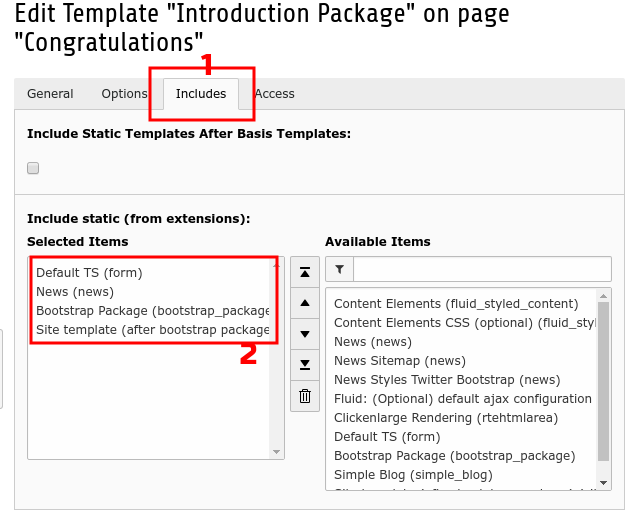 Edit Template "Introduction Package" on page
"Congratulations"
1
General Options Includes Access
Include Static Templates After Basis Templates:
Include static (from extensions):
Selected Items
Default TS (form)
News (news)
Bootstrap Package (bootstrap_package
Site template (after bootstrap package
2
Available Items
Content Elements (fluid_styled_content)
Content Elements CSS (optional) (fluid_styl
News (news)
News Sitemap (news)
News Styles Twitter Bootstrap (news)
Fluid: (Optional) default ajax configuration
Clickenlarge Rendering (rtehtmlarea)
Default TS (form)
Bootstrap Package (bootstrap_package)
Simple Blog (simple_blog)